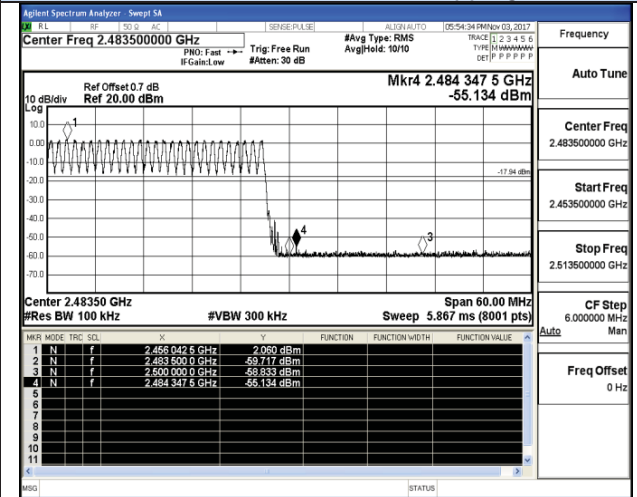 Agilent Spectrum Analyzer - Swept SA
RL RF 50 Ω AC SENSE:PULSE ALIGN AUTO 05:54:34 PM Nov 03, 2017
Center Freq 2.483500000 GHz
PNO: Fast
IFGain:Low
Trig: Free Run
#Atten: 30 dB
#Avg Type: RMS
Avg|Hold: 10/10
TRACE 1 2 3 4 5 6
TYPE M
DET P P P P P P
Frequency
Auto Tune
Center Freq
2.483500000 GHz
Start Freq
2.453500000 GHz
Stop Freq
2.513500000 GHz
CF Step
6.000000 MHz
Auto Man
Freq Offset
0 Hz
Ref Offset 0.7 dB
10 dB/div Ref 20.00 dBm
Log
Mkr4 2.484 347 5 GHz
-55.134 dBm
10.0
0.00
-10.0
-20.0
-30.0
-40.0
-50.0
-60.0
-70.0
1
4
3
-17.94 dBm
Center 2.48350 GHz Span 60.00 MHz
#Res BW 100 kHz #VBW 300 kHz Sweep 5.867 ms (8001 pts)
MKR MODE TRC SCL X Y FUNCTION FUNCTION WIDTH FUNCTION VALUE
1 N f 2.456 042 5 GHz 2.060 dBm
2 N f 2.483 500 0 GHz -59.717 dBm
3 N f 2.500 000 0 GHz -58.833 dBm
4 N f 2.484 347 5 GHz -55.134 dBm
5
6
7
8
9
10
11
MSG STATUS